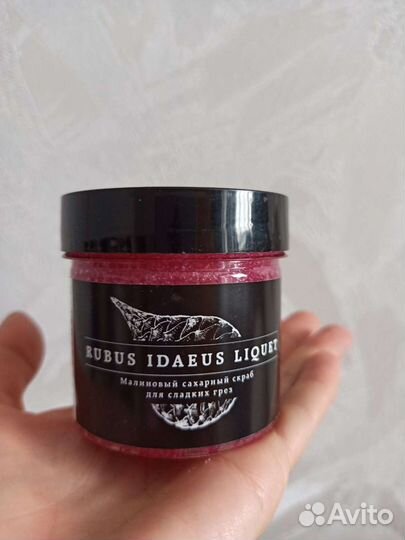 RUBUS IDAEUS LIQUET
Малиновый сахарный скраб
для сладких грез
Avito